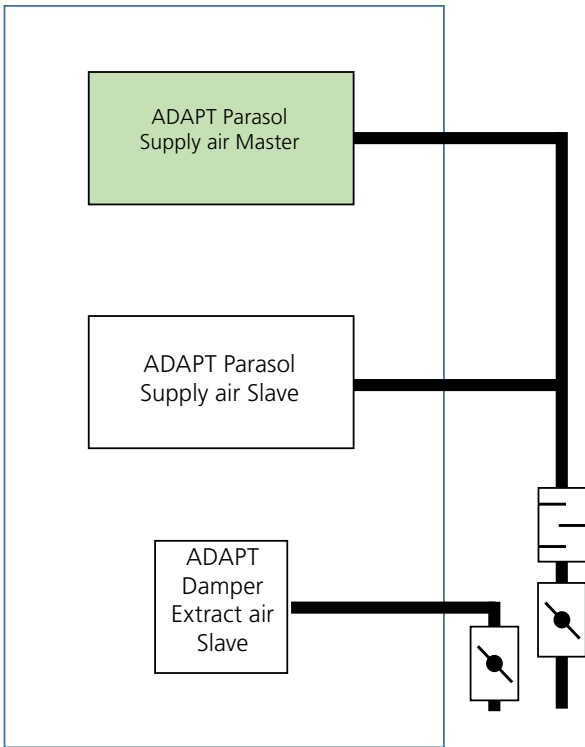 ADAPT Parasol
Supply air Master
ADAPT Parasol
Supply air Slave
ADAPT
Damper
Extract air
Slave